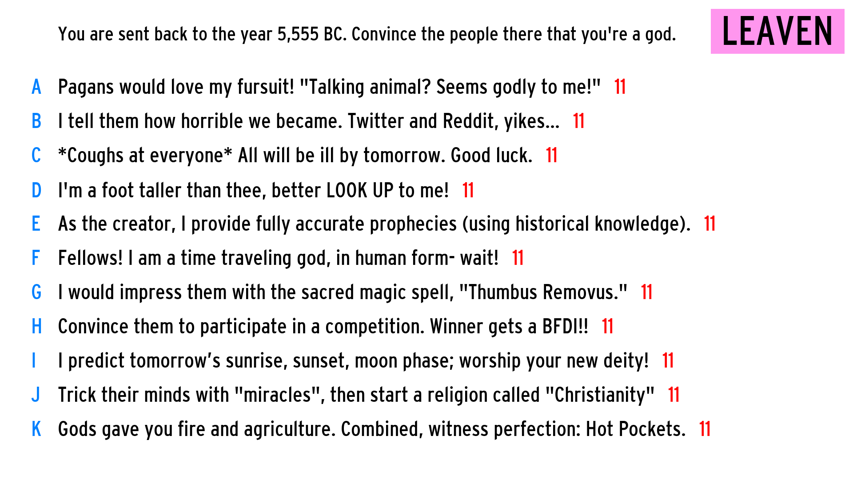 You are sent back to the year 5,555 BC. Convince the people there that you're a god.
LEAVEN
A Pagans would love my fursuit! "Talking animal? Seems godly to me!" 11
B I tell them how horrible we became. Twitter and Reddit, yikes... 11
C *Coughs at everyone* All will be ill by tomorrow. Good luck. 11
D I'm a foot taller than thee, better LOOK UP to me! 11
E As the creator, I provide fully accurate prophecies (using historical knowledge). 11
F Fellows! I am a time traveling god, in human form- wait! 11
G I would impress them with the sacred magic spell, "Thumbus Removus." 11
H Convince them to participate in a competition. Winner gets a BFDI!! 11
I I predict tomorrow’s sunrise, sunset, moon phase; worship your new deity! 11
J Trick their minds with "miracles", then start a religion called "Christianity" 11
K Gods gave you fire and agriculture. Combined, witness perfection: Hot Pockets. 11